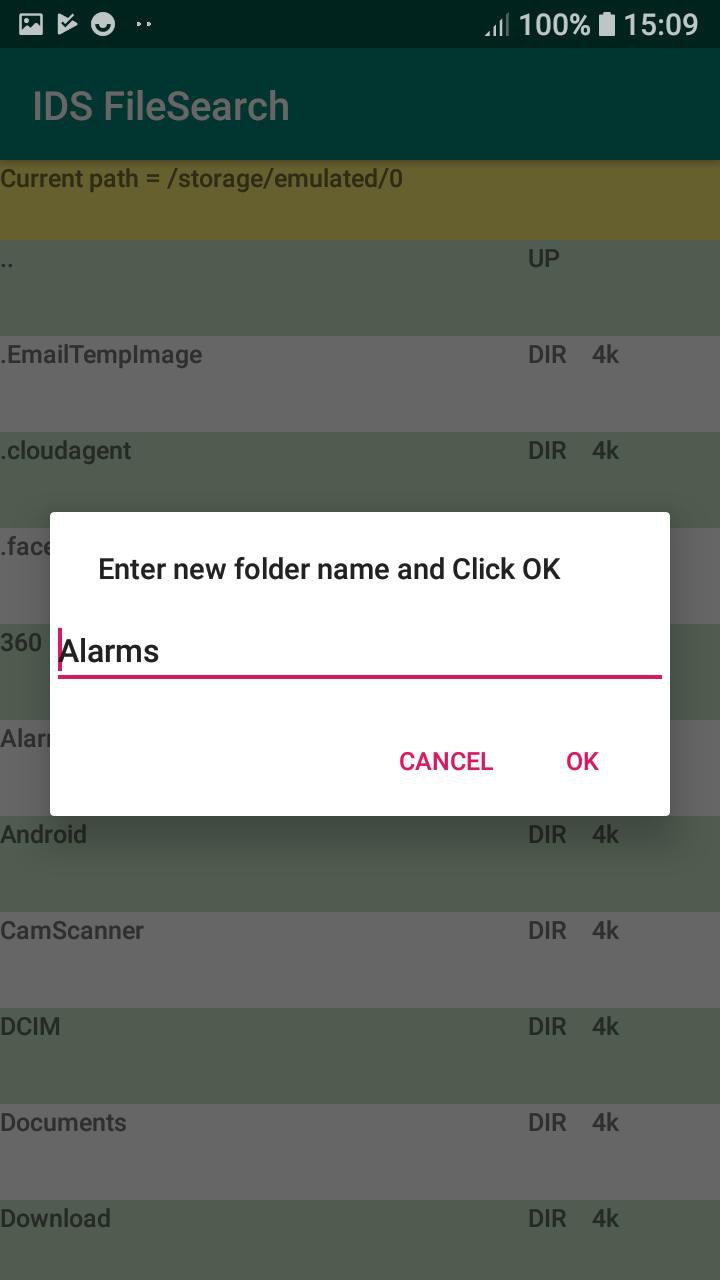 100% 15:09
IDS FileSearch
Current path = /storage/emulated/0
.. UP
.EmailTempImage DIR 4k
.cloudagent DIR 4k
.face
Enter new folder name and Click OK
360
Alarms
Alarm
CANCEL OK
Android DIR 4k
CamScanner DIR 4k
DCIM DIR 4k
Documents DIR 4k
Download DIR 4k